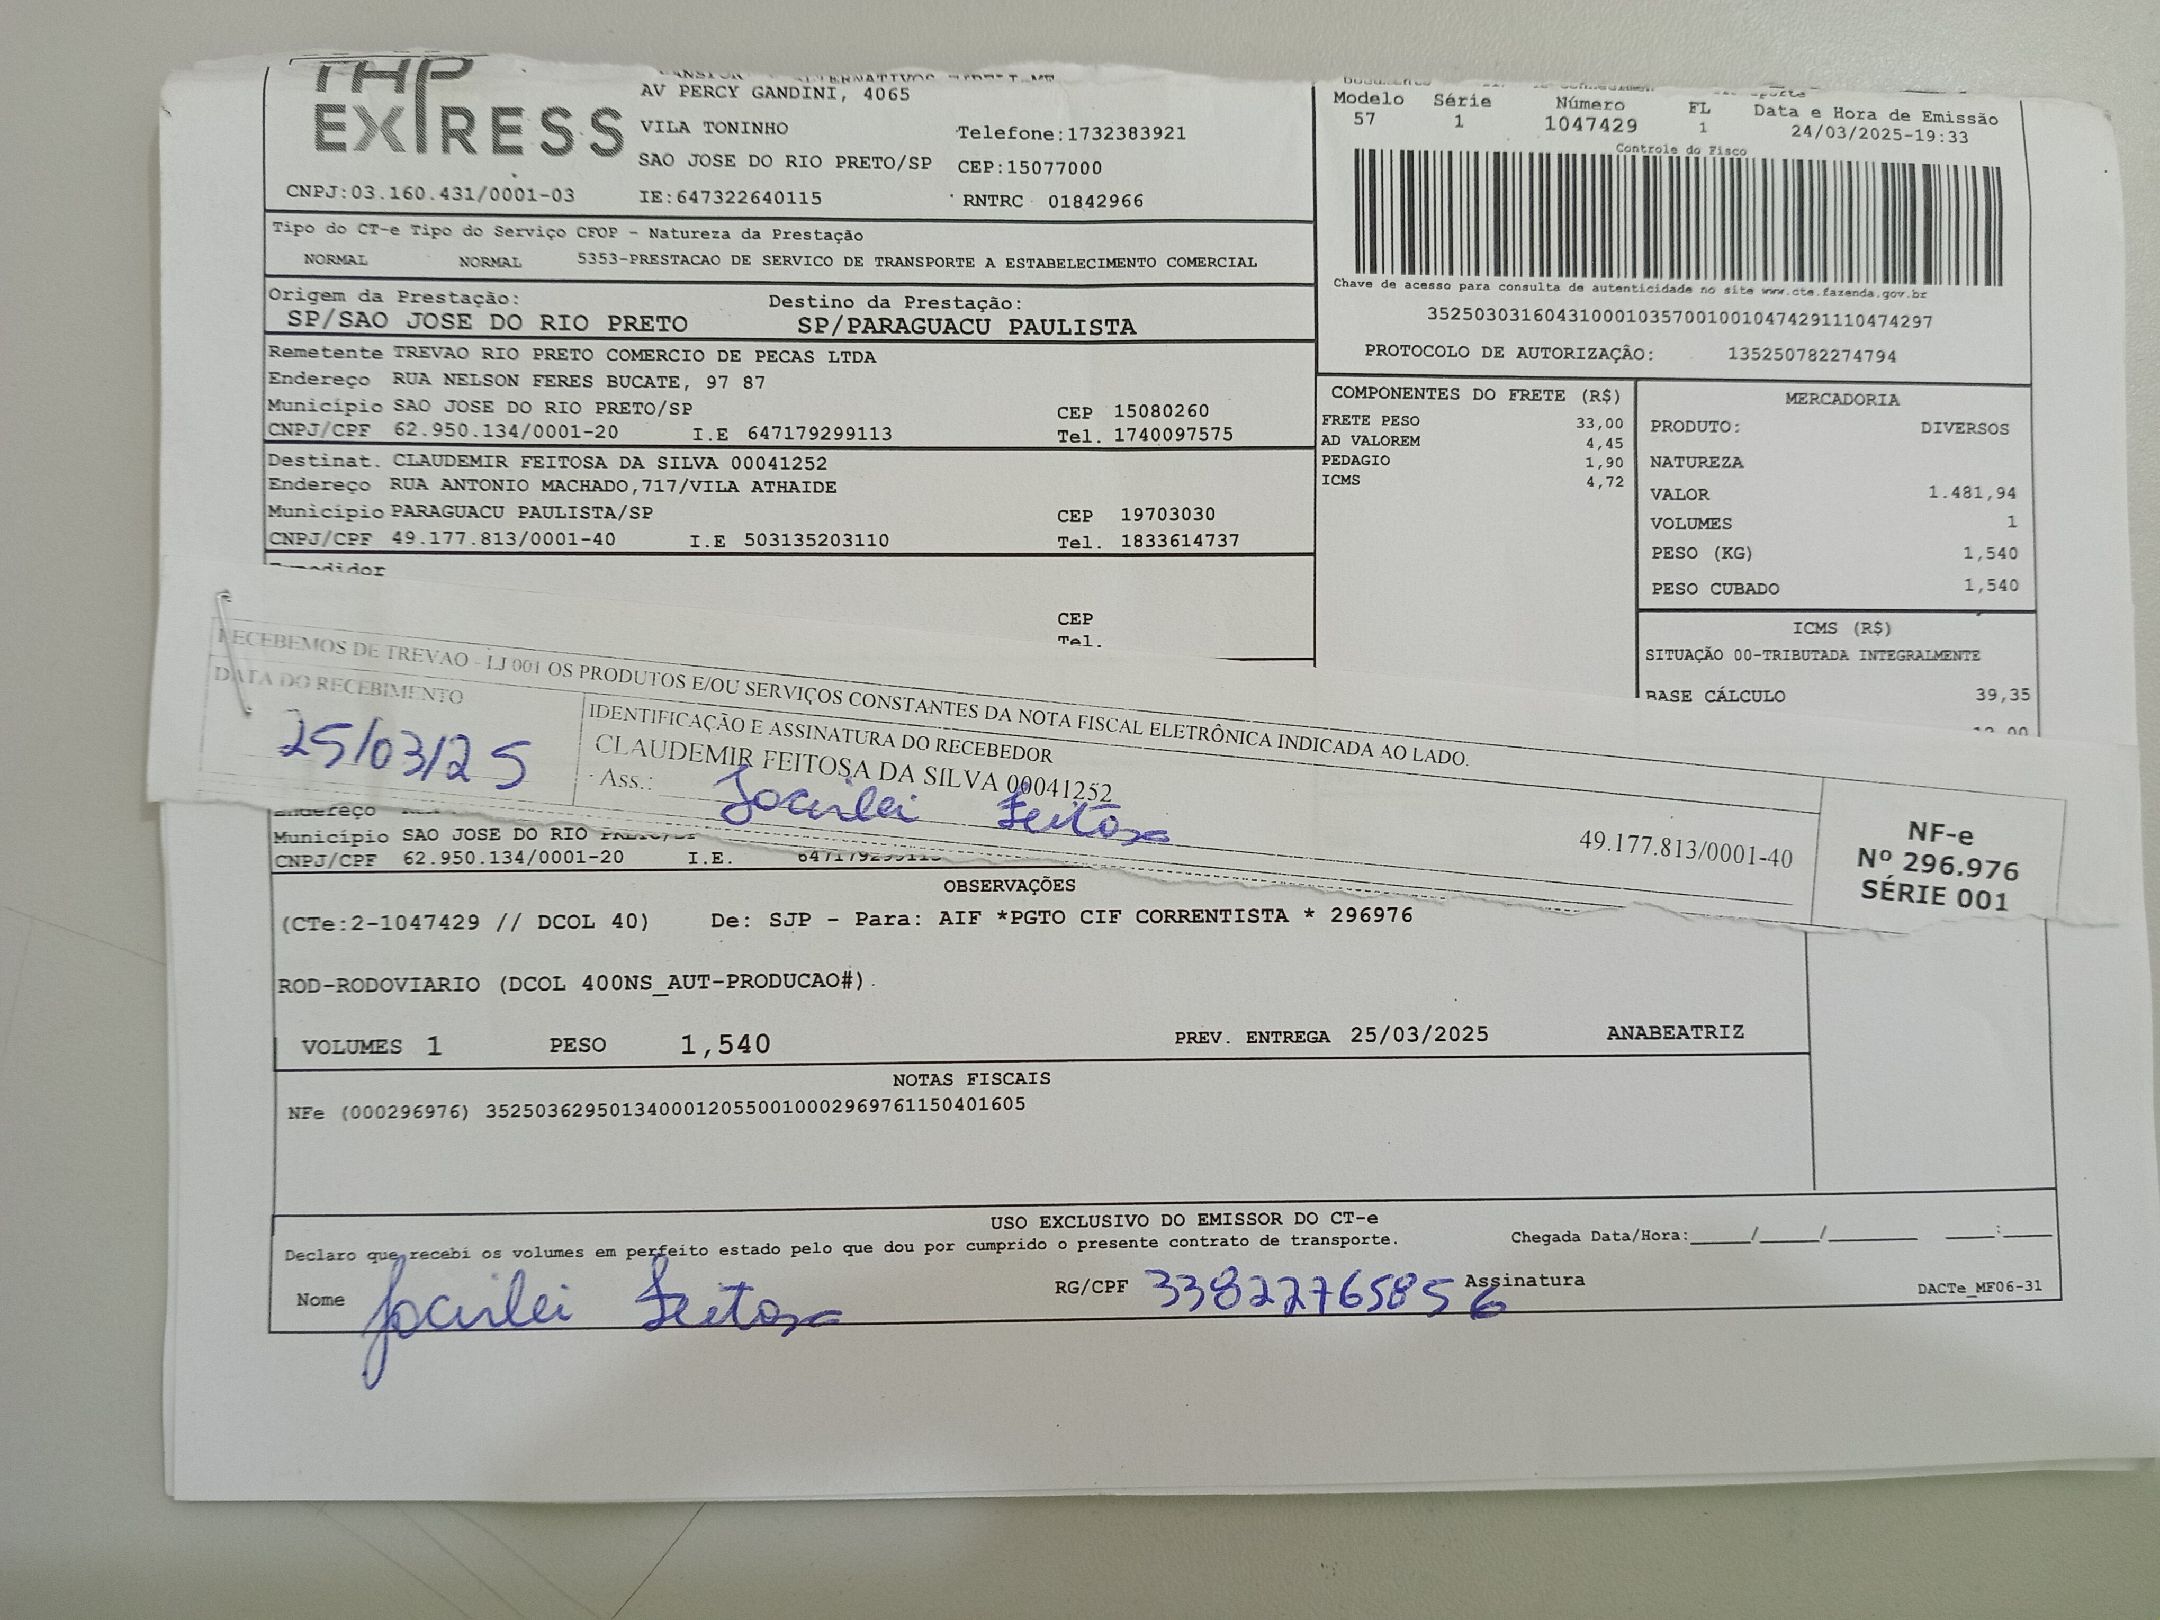 THP
EXPRESS
AV PERCY GANDINI, 4065
VILA TONINHO
Telefone:1732383921
SAO JOSE DO RIO PRETO/SP CEP:15077000
CNPJ:03.160.431/0001-03 IE:647322640115 RNTRC 01842966
Modelo Série Número FL Data e Hora de Emissão
57 1 1047429 1 24/03/2025-19:33
Controle do Fisco
Chave de acesso para consulta de autenticidade no site www.cte.fazenda.gov.br
35250303160431000103570010010474291110474297
PROTOCOLO DE AUTORIZAÇÃO: 135250782274794
Tipo do CT-e Tipo do Serviço CFOP - Natureza da Prestação
NORMAL NORMAL 5353-PRESTACAO DE SERVICO DE TRANSPORTE A ESTABELECIMENTO COMERCIAL
Origem da Prestação: Destino da Prestação:
SP/SAO JOSE DO RIO PRETO SP/PARAGUACU PAULISTA
Remetente TREVAO RIO PRETO COMERCIO DE PECAS LTDA
Endereço RUA NELSON FERES BUCATE, 97 87
Município SAO JOSE DO RIO PRETO/SP CEP 15080260
CNPJ/CPF 62.950.134/0001-20 I.E 647179299113 Tel. 1740097575
Destinat. CLAUDEMIR FEITOSA DA SILVA 00041252
Endereço RUA ANTONIO MACHADO,717/VILA ATHAIDE
Município PARAGUACU PAULISTA/SP CEP 19703030
CNPJ/CPF 49.177.813/0001-40 I.E 503135203110 Tel. 1833614737
CEP
Tel.
COMPONENTES DO FRETE (R$)
FRETE PESO 33,00
AD VALOREM 4,45
PEDAGIO 1,90
ICMS 4,72
MERCADORIA
PRODUTO: DIVERSOS
NATUREZA
VALOR 1.481,94
VOLUMES 1
PESO (KG) 1,540
PESO CUBADO 1,540
ICMS (R$)
SITUAÇÃO 00-TRIBUTADA INTEGRALMENTE
BASE CÁLCULO 39,35
RECEBEMOS DE TREVAO - LJ 001 OS PRODUTOS E/OU SERVIÇOS CONSTANTES DA NOTA FISCAL ELETRÔNICA INDICADA AO LADO.
DATA DO RECEBIMENTO
25/03/25
IDENTIFICAÇÃO E ASSINATURA DO RECEBEDOR
CLAUDEMIR FEITOSA DA SILVA 00041252
Ass.: Jocirlei Feitosa
49.177.813/0001-40
NF-e
Nº 296.976
SÉRIE 001
Endereço
Município SAO JOSE DO RIO
CNPJ/CPF 62.950.134/0001-20 I.E.
OBSERVAÇÕES
(CTe:2-1047429 // DCOL 40) De: SJP - Para: AIF *PGTO CIF CORRENTISTA * 296976
ROD-RODOVIARIO (DCOL 400NS_AUT-PRODUCAO#).
VOLUMES 1 PESO 1,540 PREV. ENTREGA 25/03/2025 ANABEATRIZ
NOTAS FISCAIS
NFe (000296976) 35250362950134000120550010002969761150401605
USO EXCLUSIVO DO EMISSOR DO CT-e
Declaro que recebi os volumes em perfeito estado pelo que dou por cumprido o presente contrato de transporte.
Chegada Data/Hora:_____/_____/_______ ____:____
Nome Jocirlei Feitosa RG/CPF 33822765856 Assinatura
DACTe_MF06-31